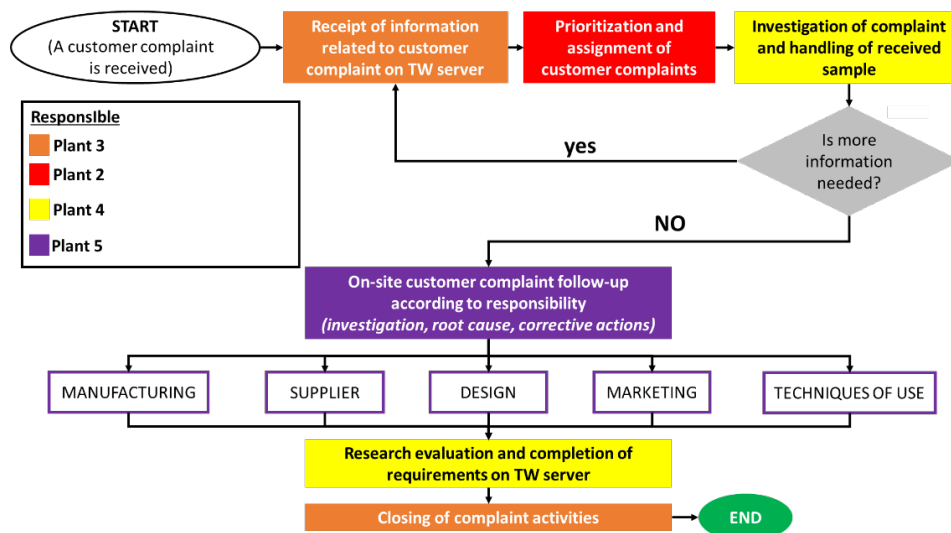 START
(A customer complaint
is received)
Receipt of information
related to customer
complaint on TW server
Prioritization and
assignment of
customer complaints
Investigation of complaint
and handling of received
sample
Responsible
Plant 3
Plant 2
Plant 4
Plant 5
yes
Is more
information
needed?
NO
On-site customer complaint follow-up
according to responsibility
(investigation, root cause, corrective actions)
MANUFACTURING
SUPPLIER
DESIGN
MARKETING
TECHNIQUES OF USE
Research evaluation and completion of
requirements on TW server
Closing of complaint activities
END